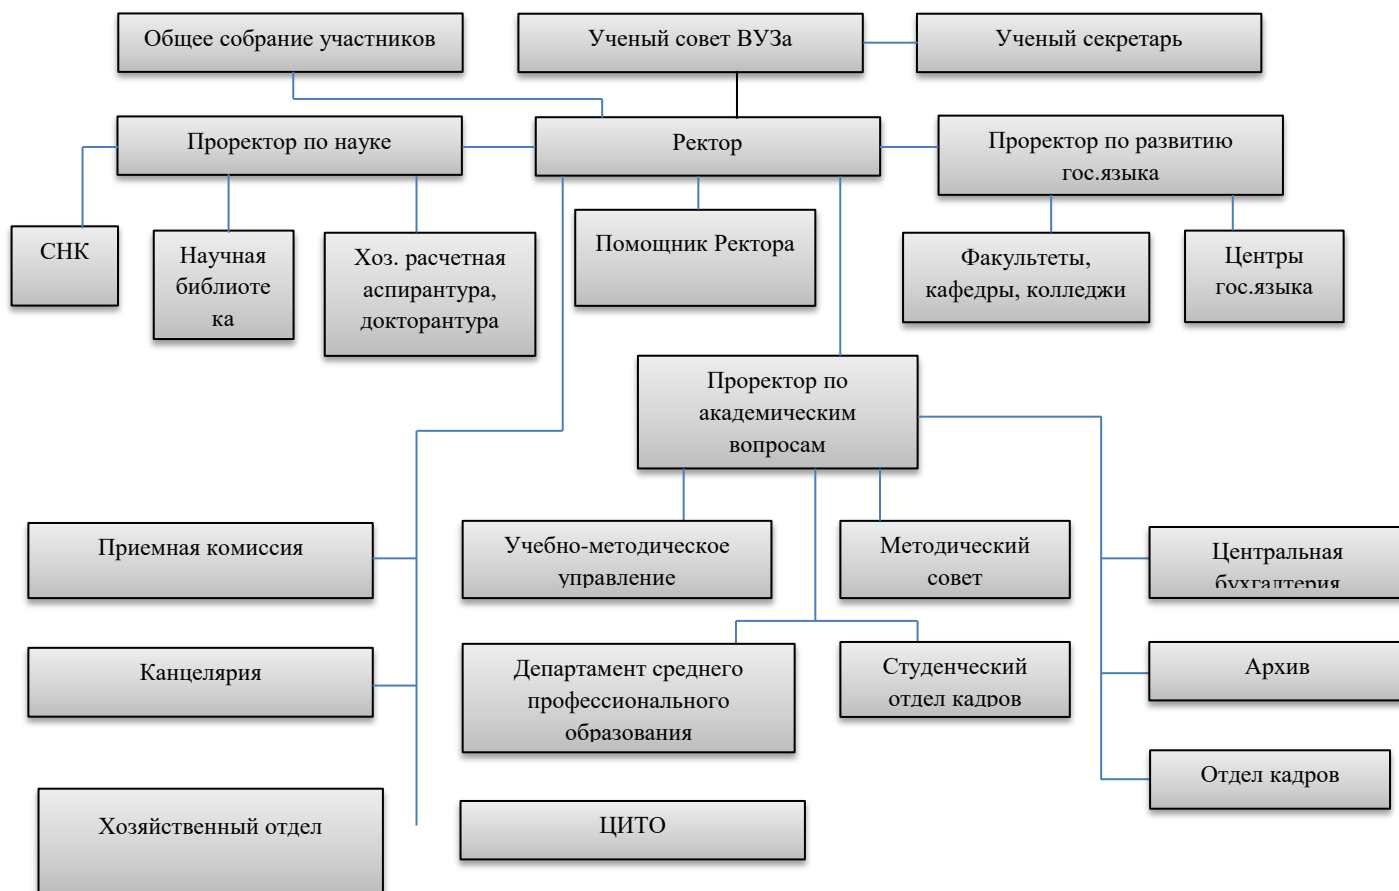 Общее собрание участников
Ученый совет ВУЗа
Ученый секретарь
Проректор по науке
Ректор
Проректор по развитию
гос.языка
СНК
Научная
библиоте
ка
Хоз. расчетная
аспирантура,
докторантура
Помощник Ректора
Факультеты,
кафедры, колледжи
Центры
гос.языка
Проректор по
академическим
вопросам
Приемная комиссия
Учебно-методическое
управление
Методический
совет
Центральная
бухгалтерия
Канцелярия
Департамент среднего
профессионального
образования
Студенческий
отдел кадров
Архив
Отдел кадров
Хозяйственный отдел
ЦИТО